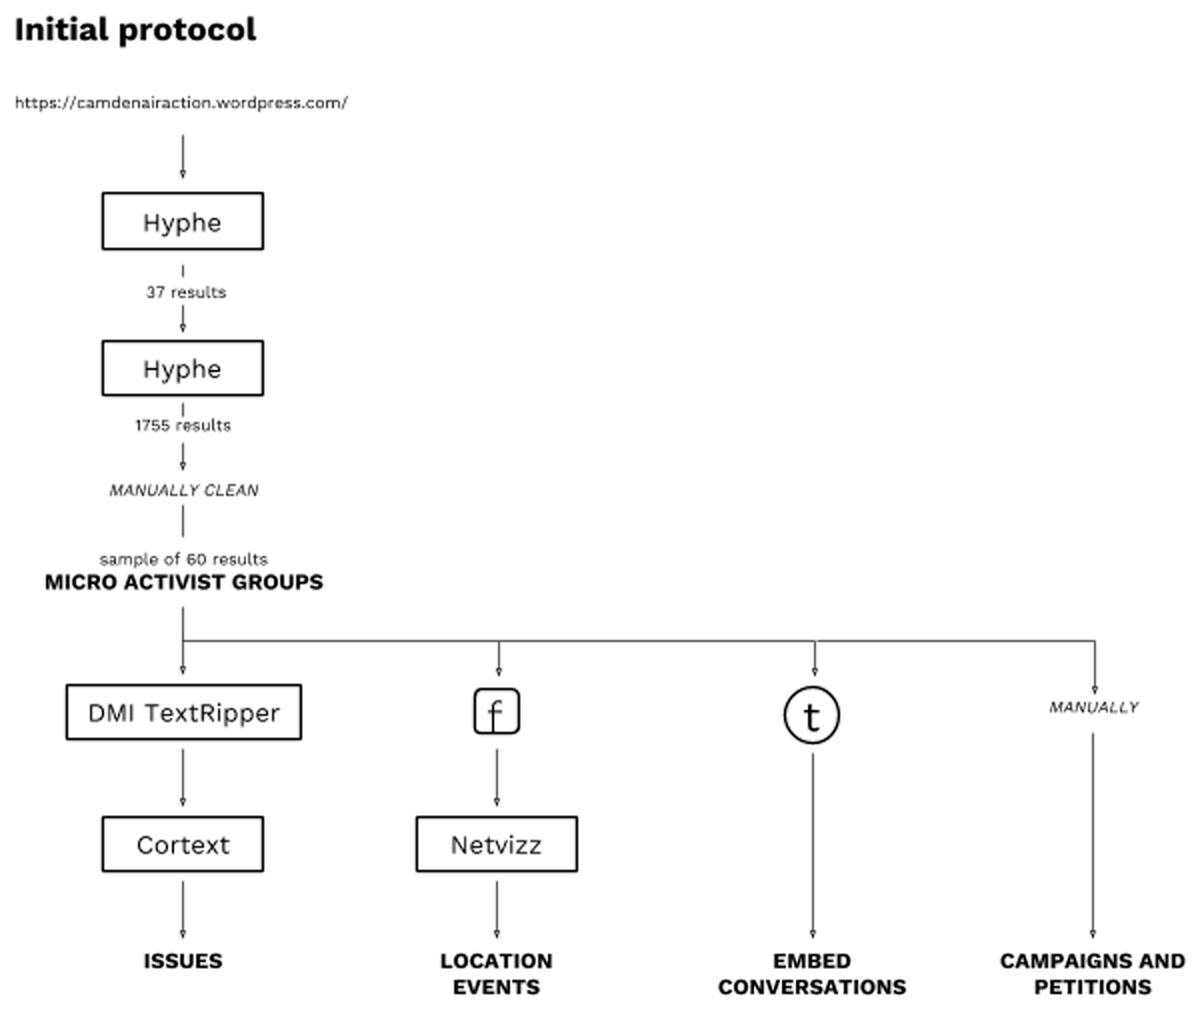 Initial protocol
https://camdenairaction.wordpress.com/
Hyphe
37 results
Hyphe
1755 results
MANUALLY CLEAN
sample of 60 results
MICRO ACTIVIST GROUPS
DMI TextRipper
f
t
MANUALLY
Cortext
Netvizz
ISSUES
LOCATION
EVENTS
EMBED
CONVERSATIONS
CAMPAIGNS AND
PETITIONS